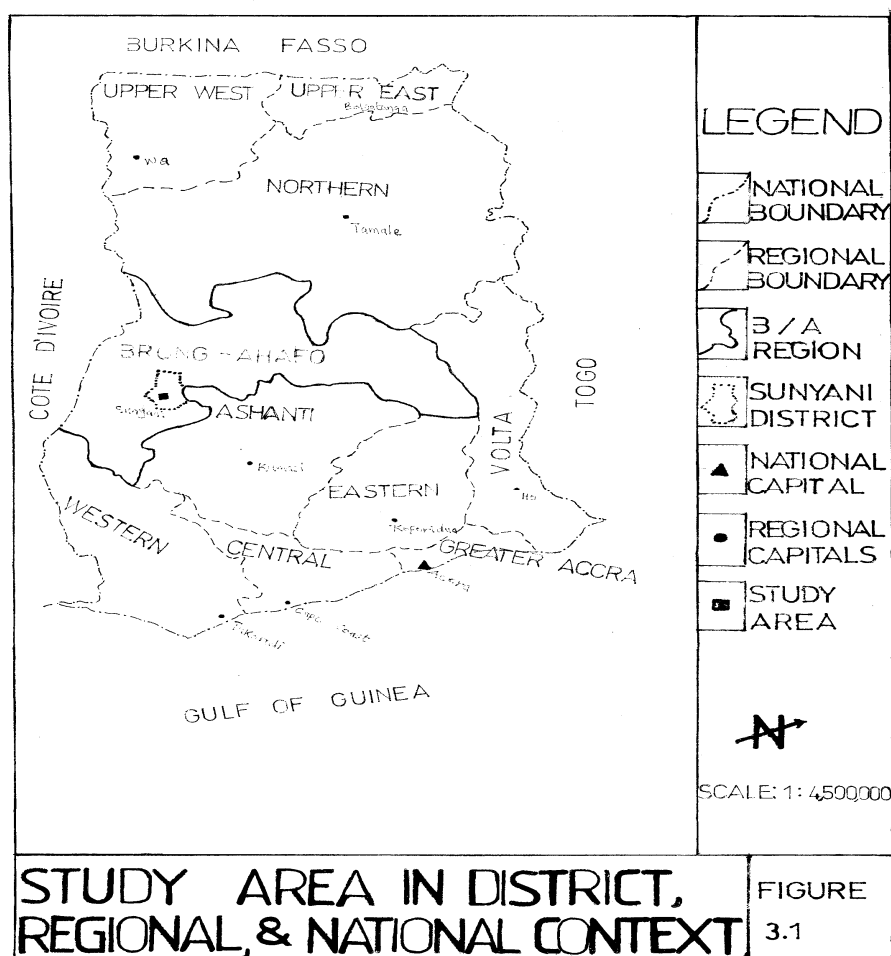 BURKINA FASSO
UPPER WEST
UPPER EAST
Bolgatanga
Wa
NORTHERN
Tamale
COTE D'IVOIRE
BRONG-AHAFO
TOGO
Sunyani
ASHANTI
Kumasi
VOLTA
EASTERN
Ho
WESTERN
Koforidua
CENTRAL
GREATER ACCRA
Accra
Cape Coast
Takoradi
GULF OF GUINEA
LEGEND
NATIONAL
BOUNDARY
REGIONAL
BOUNDARY
B/A
REGION
SUNYANI
DISTRICT
NATIONAL
CAPITAL
REGIONAL
CAPITALS
STUDY
AREA
N
SCALE: 1:4,500,000
STUDY AREA IN DISTRICT,
REGIONAL, & NATIONAL CONTEXT
FIGURE
3.1